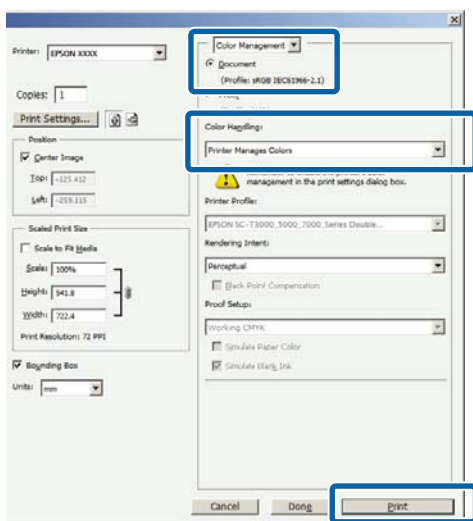 Printer: EPSON XXXX
Copies: 1
Print Settings...
Position
Center Image
Top: -125.412
Left: -259.115
Scaled Print Size
Scale to Fit Media
Scale: 100%
Height: 541.8
Width: 722.4
Print Resolution: 72 PPI
Bounding Box
Units: mm
Color Management
Document
(Profile: sRGB IEC61966-2.1)
Color Handling:
Printer Manages Colors
management in the print settings dialog box.
Printer Profile:
EPSON SC-T3000_5000_7000_Series Double...
Rendering Intent:
Perceptual
Black Point Compensation
Proof Setup:
Working CMYK
Simulate Paper Color
Simulate Black Ink
Cancel
Done
Print